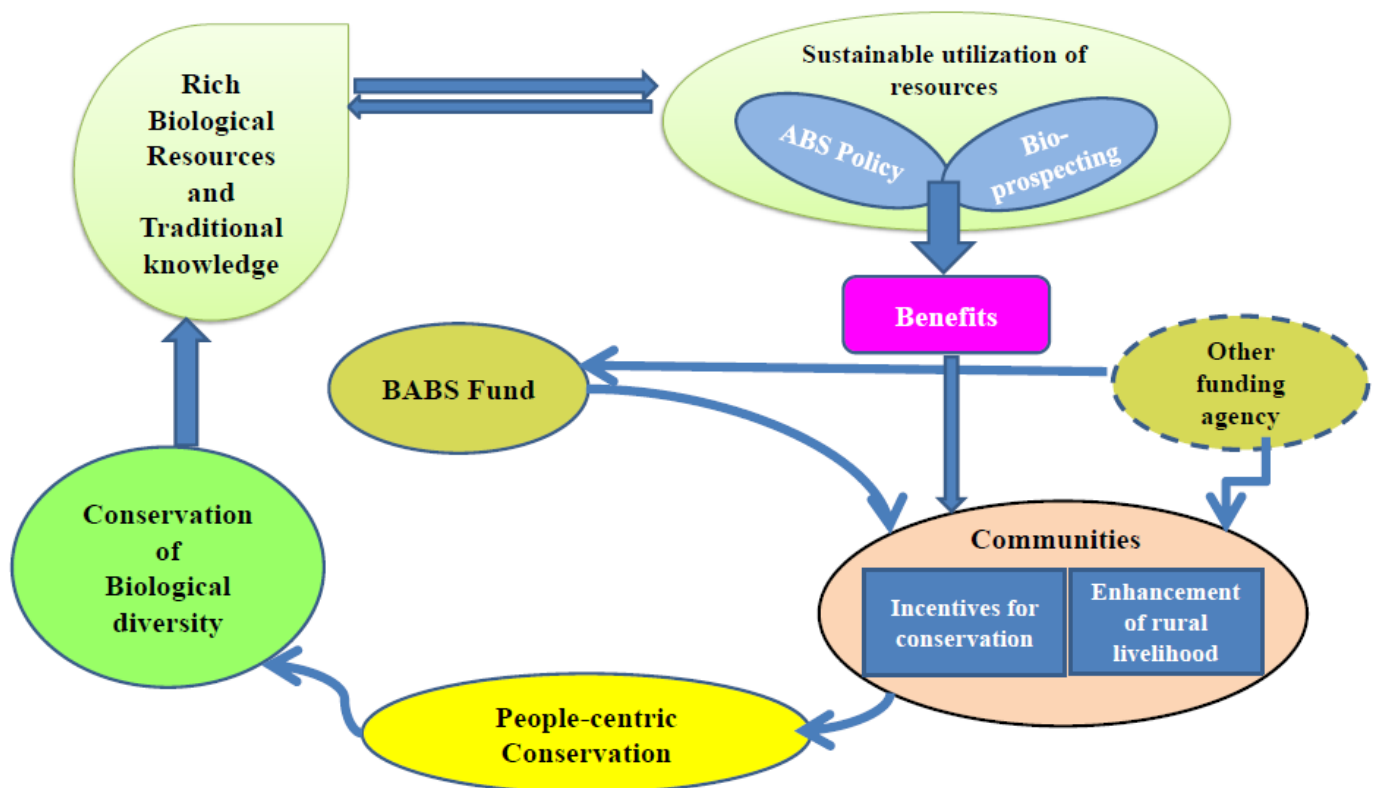 Rich
Biological
Resources
and
Traditional
knowledge
Sustainable utilization of
resources
ABS Policy
Bio-
prospecting
Benefits
BABS Fund
Other
funding
agency
Conservation
of
Biological
diversity
Communities
Incentives for
conservation
Enhancement
of rural
livelihood
People-centric
Conservation